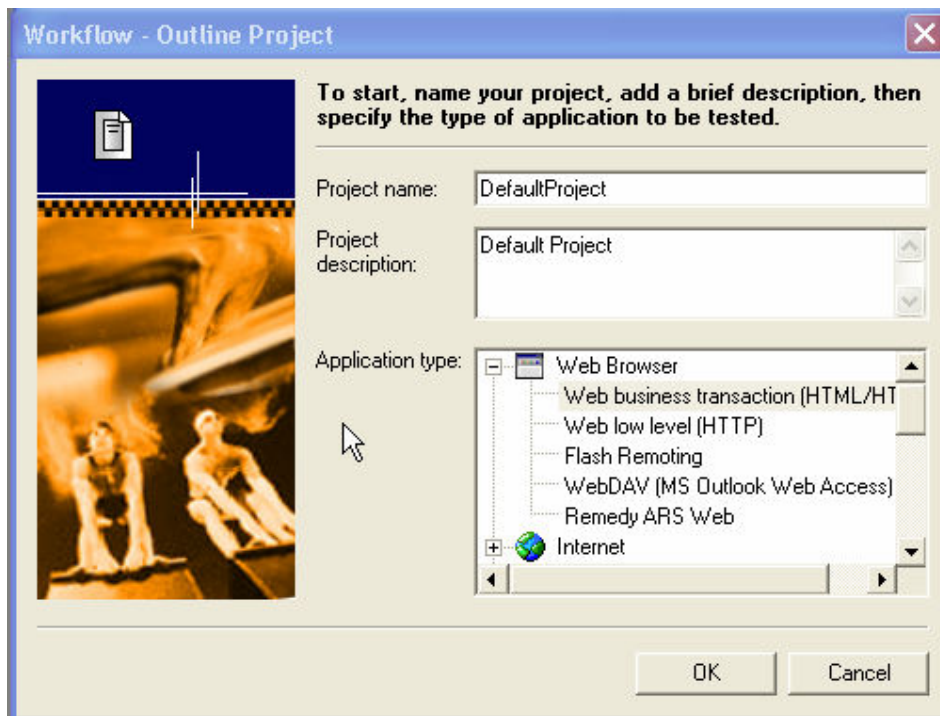 Workflow - Outline Project
To start, name your project, add a brief description, then
specify the type of application to be tested.
Project name:
DefaultProject
Project
description:
Default Project
Application type:
Web Browser
Web business transaction (HTML/HT
Web low level (HTTP)
Flash Remoting
WebDAV (MS Outlook Web Access)
Remedy ARS Web
Internet
OK
Cancel